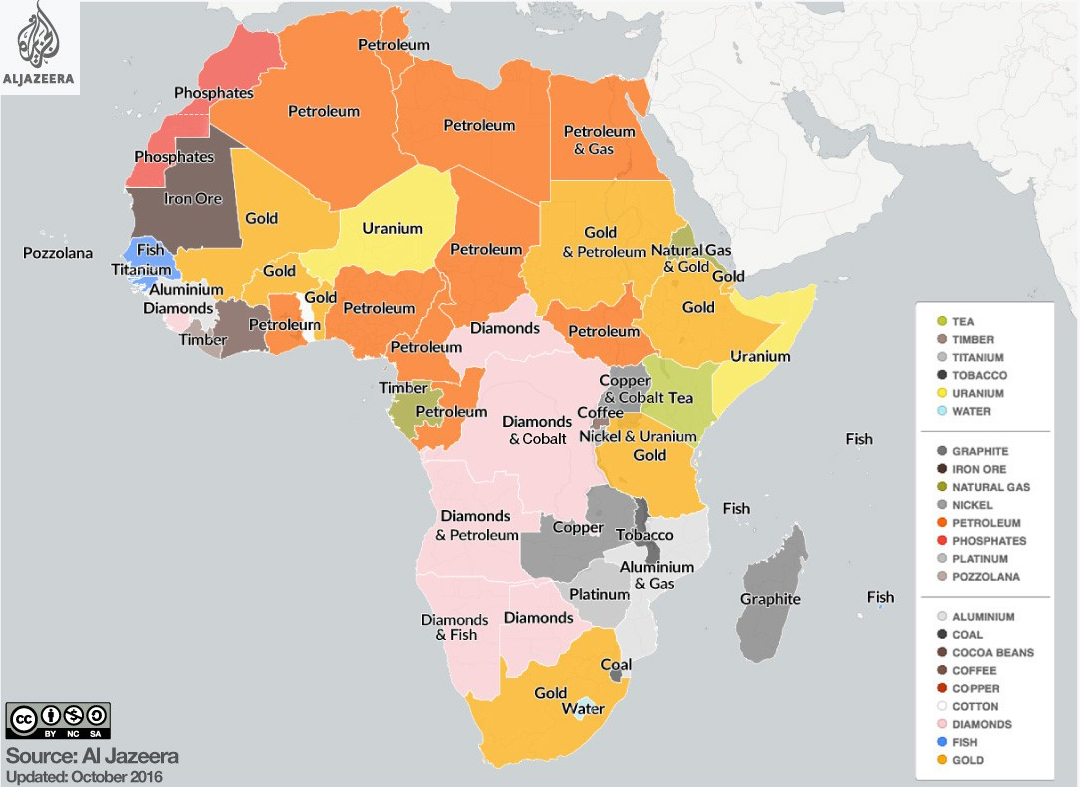 ALJAZEERA
Petroleum
Phosphates
Petroleum
Petroleum
Petroleum
& Gas
Phosphates
Iron Ore
Gold
Uranium
Petroleum
Gold
& Petroleum
Natural Gas
& Gold
Gold
Pozzolana
Fish
Titanium
Aluminium
Diamonds
Timber
Gold
Gold
Petroleum
Petroleum
Petroleum
Diamonds
Petroleum
Gold
Uranium
Timber
Petroleum
Copper
& Cobalt
Tea
Coffee
Nickel & Uranium
Gold
Diamonds
& Cobalt
Fish
Fish
Diamonds
& Petroleum
Copper
Tobacco
Aluminium
& Gas
Platinum
Graphite
Fish
Diamonds
& Fish
Diamonds
Coal
Gold
Water
TEA
TIMBER
TITANIUM
TOBACCO
URANIUM
WATER
GRAPHITE
IRON ORE
NATURAL GAS
NICKEL
PETROLEUM
PHOSPHATES
PLATINUM
POZZOLANA
ALUMINIUM
COAL
COCOA BEANS
COFFEE
COPPER
COTTON
DIAMONDS
FISH
GOLD
cc
BY NC SA
Source: Al Jazeera
Updated: October 2016